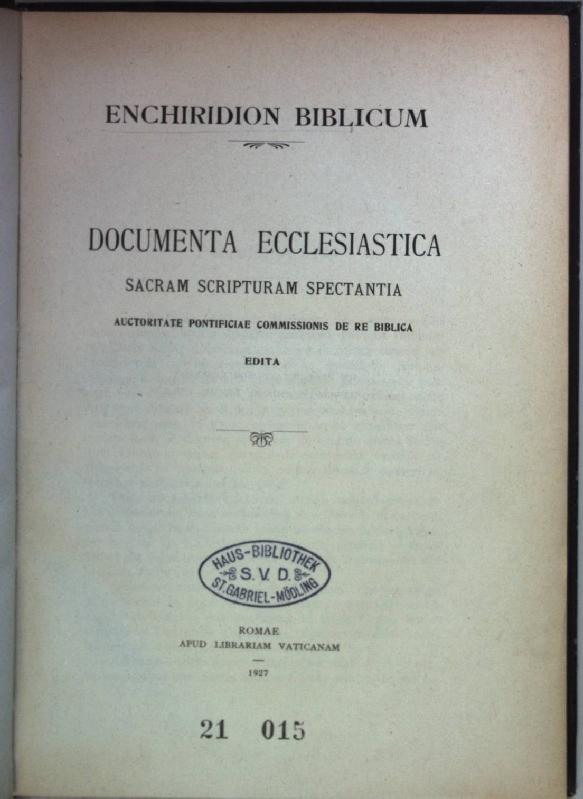 ENCHIRIDION BIBLICUM
DOCUMENTA ECCLESIASTICA
SACRAM SCRIPTURAM SPECTANTIA
AUCTORITATE PONTIFICIAE COMMISSIONIS DE RE BIBLICA
EDITA
HAUS-BIBLIOTHEK
S.V.D.
ST.GABRIEL-MÖDLING
ROMAE
APUD LIBRARIAM VATICANAM
1927
21 015